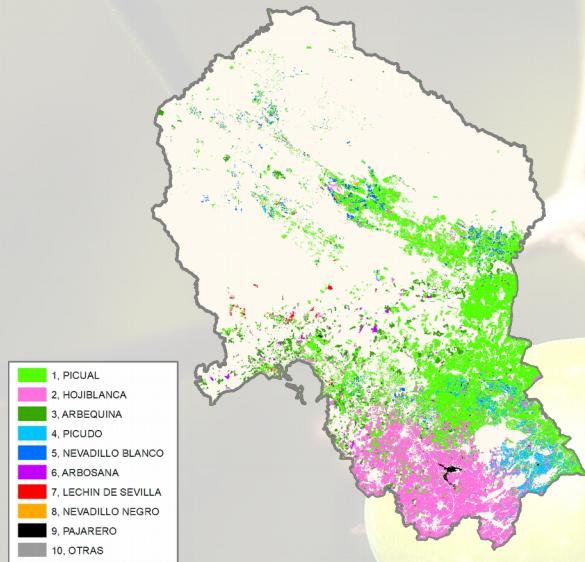 1, PICUAL
2, HOJIBLANCA
3, ARBEQUINA
4, PICUDO
5, NEVADILLO BLANCO
6, ARBOSANA
7, LECHIN DE SEVILLA
8, NEVADILLO NEGRO
9, PAJARERO
10, OTRAS